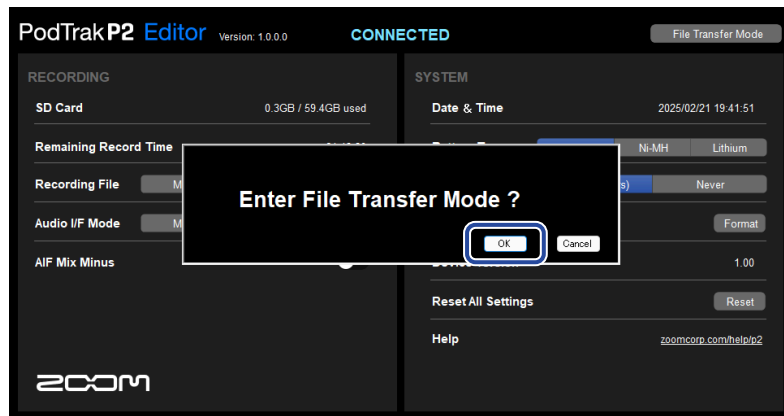 PodTrak P2 Editor Version: 1.0.0.0 CONNECTED File Transfer Mode
RECORDING
SD Card 0.3GB / 59.4GB used
Remaining Record Time
Recording File M
Audio I/F Mode M
AIF Mix Minus
SYSTEM
Date & Time 2025/02/21 19:41:51
Ni-MH Lithium
s) Never
Format
1.00
Reset All Settings Reset
Help zoomcorp.com/help/p2
Enter File Transfer Mode ?
OK Cancel
ZOOM